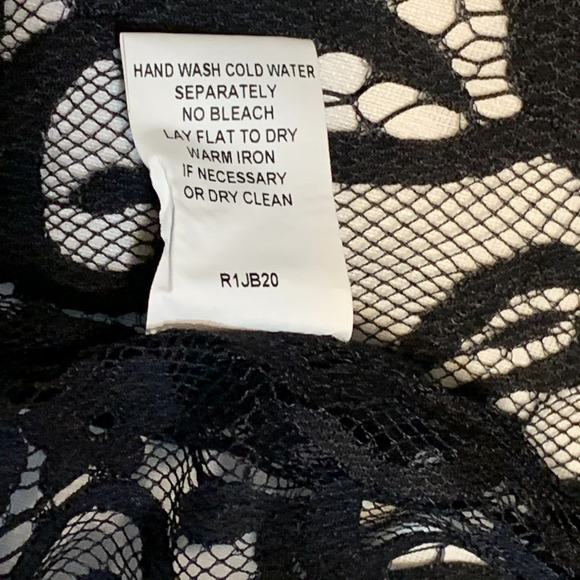 HAND WASH COLD WATER
SEPARATELY
NO BLEACH
LAY FLAT TO DRY
WARM IRON
IF NECESSARY
OR DRY CLEAN
R1JB20